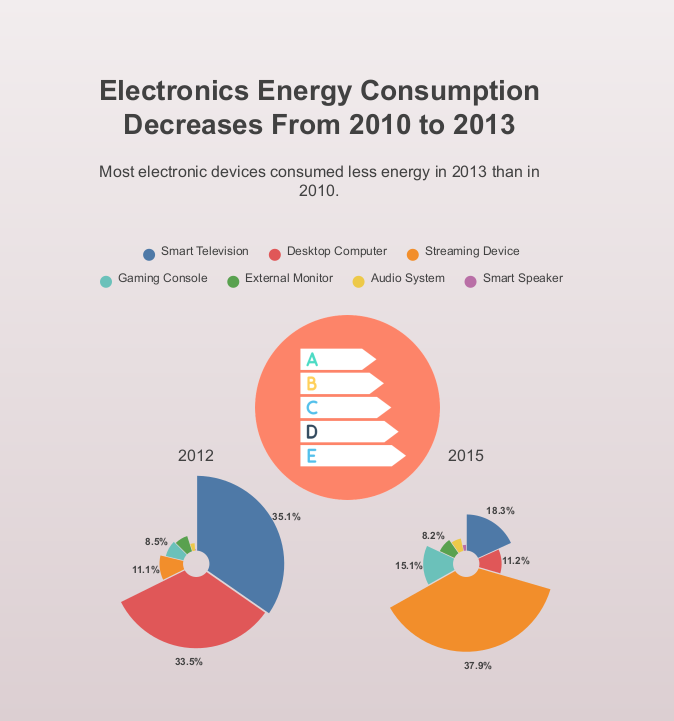 Electronics Energy Consumption
Decreases From 2010 to 2013
Most electronic devices consumed less energy in 2013 than in
2010.
Smart Television Desktop Computer Streaming Device
Gaming Console External Monitor Audio System Smart Speaker
A
B
C
D
E
2012 2015
35.1%
8.5%
11.1%
33.5%
18.3%
8.2%
11.2%
15.1%
37.9%